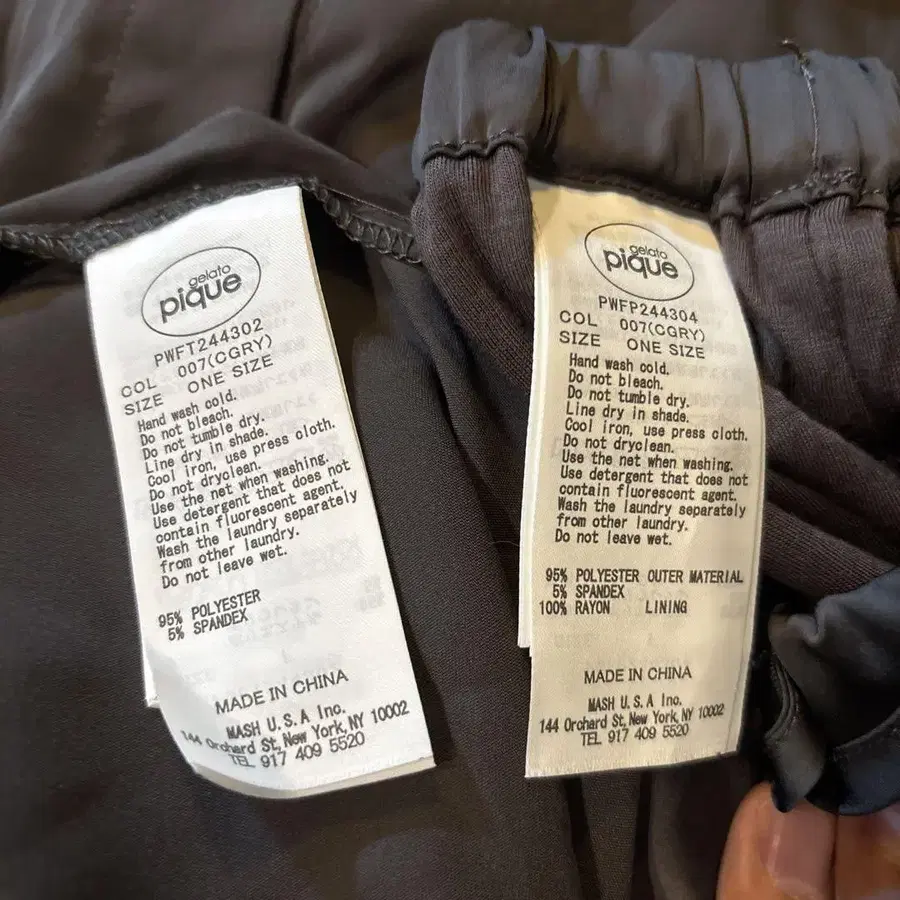 gelato
pique
PWFT244302
COL 007(CGRY)
SIZE ONE SIZE
Hand wash cold.
Do not bleach.
Do not tumble dry.
Line dry in shade.
Cool iron, use press cloth.
Do not dryclean.
Use the net when washing.
Use detergent that does not
contain fluorescent agent.
Wash the laundry separately
from other laundry.
Do not leave wet.
95% POLYESTER
5% SPANDEX
MADE IN CHINA
MASH U.S.A Inc.
144 Orchard St, New York, NY 10002
TEL 917 409 5520
gelato
pique
PWFP244304
COL 007(CGRY)
SIZE ONE SIZE
Hand wash cold.
Do not bleach.
Do not tumble dry.
Line dry in shade.
Cool iron, use press cloth.
Do not dryclean.
Use the net when washing.
Use detergent that does not
contain fluorescent agent.
Wash the laundry separately
from other laundry.
Do not leave wet.
95% POLYESTER OUTER MATERIAL
5% SPANDEX
100% RAYON LINING
MADE IN CHINA
MASH U.S.A Inc.
144 Orchard St, New York, NY 10002
TEL 917 409 5520